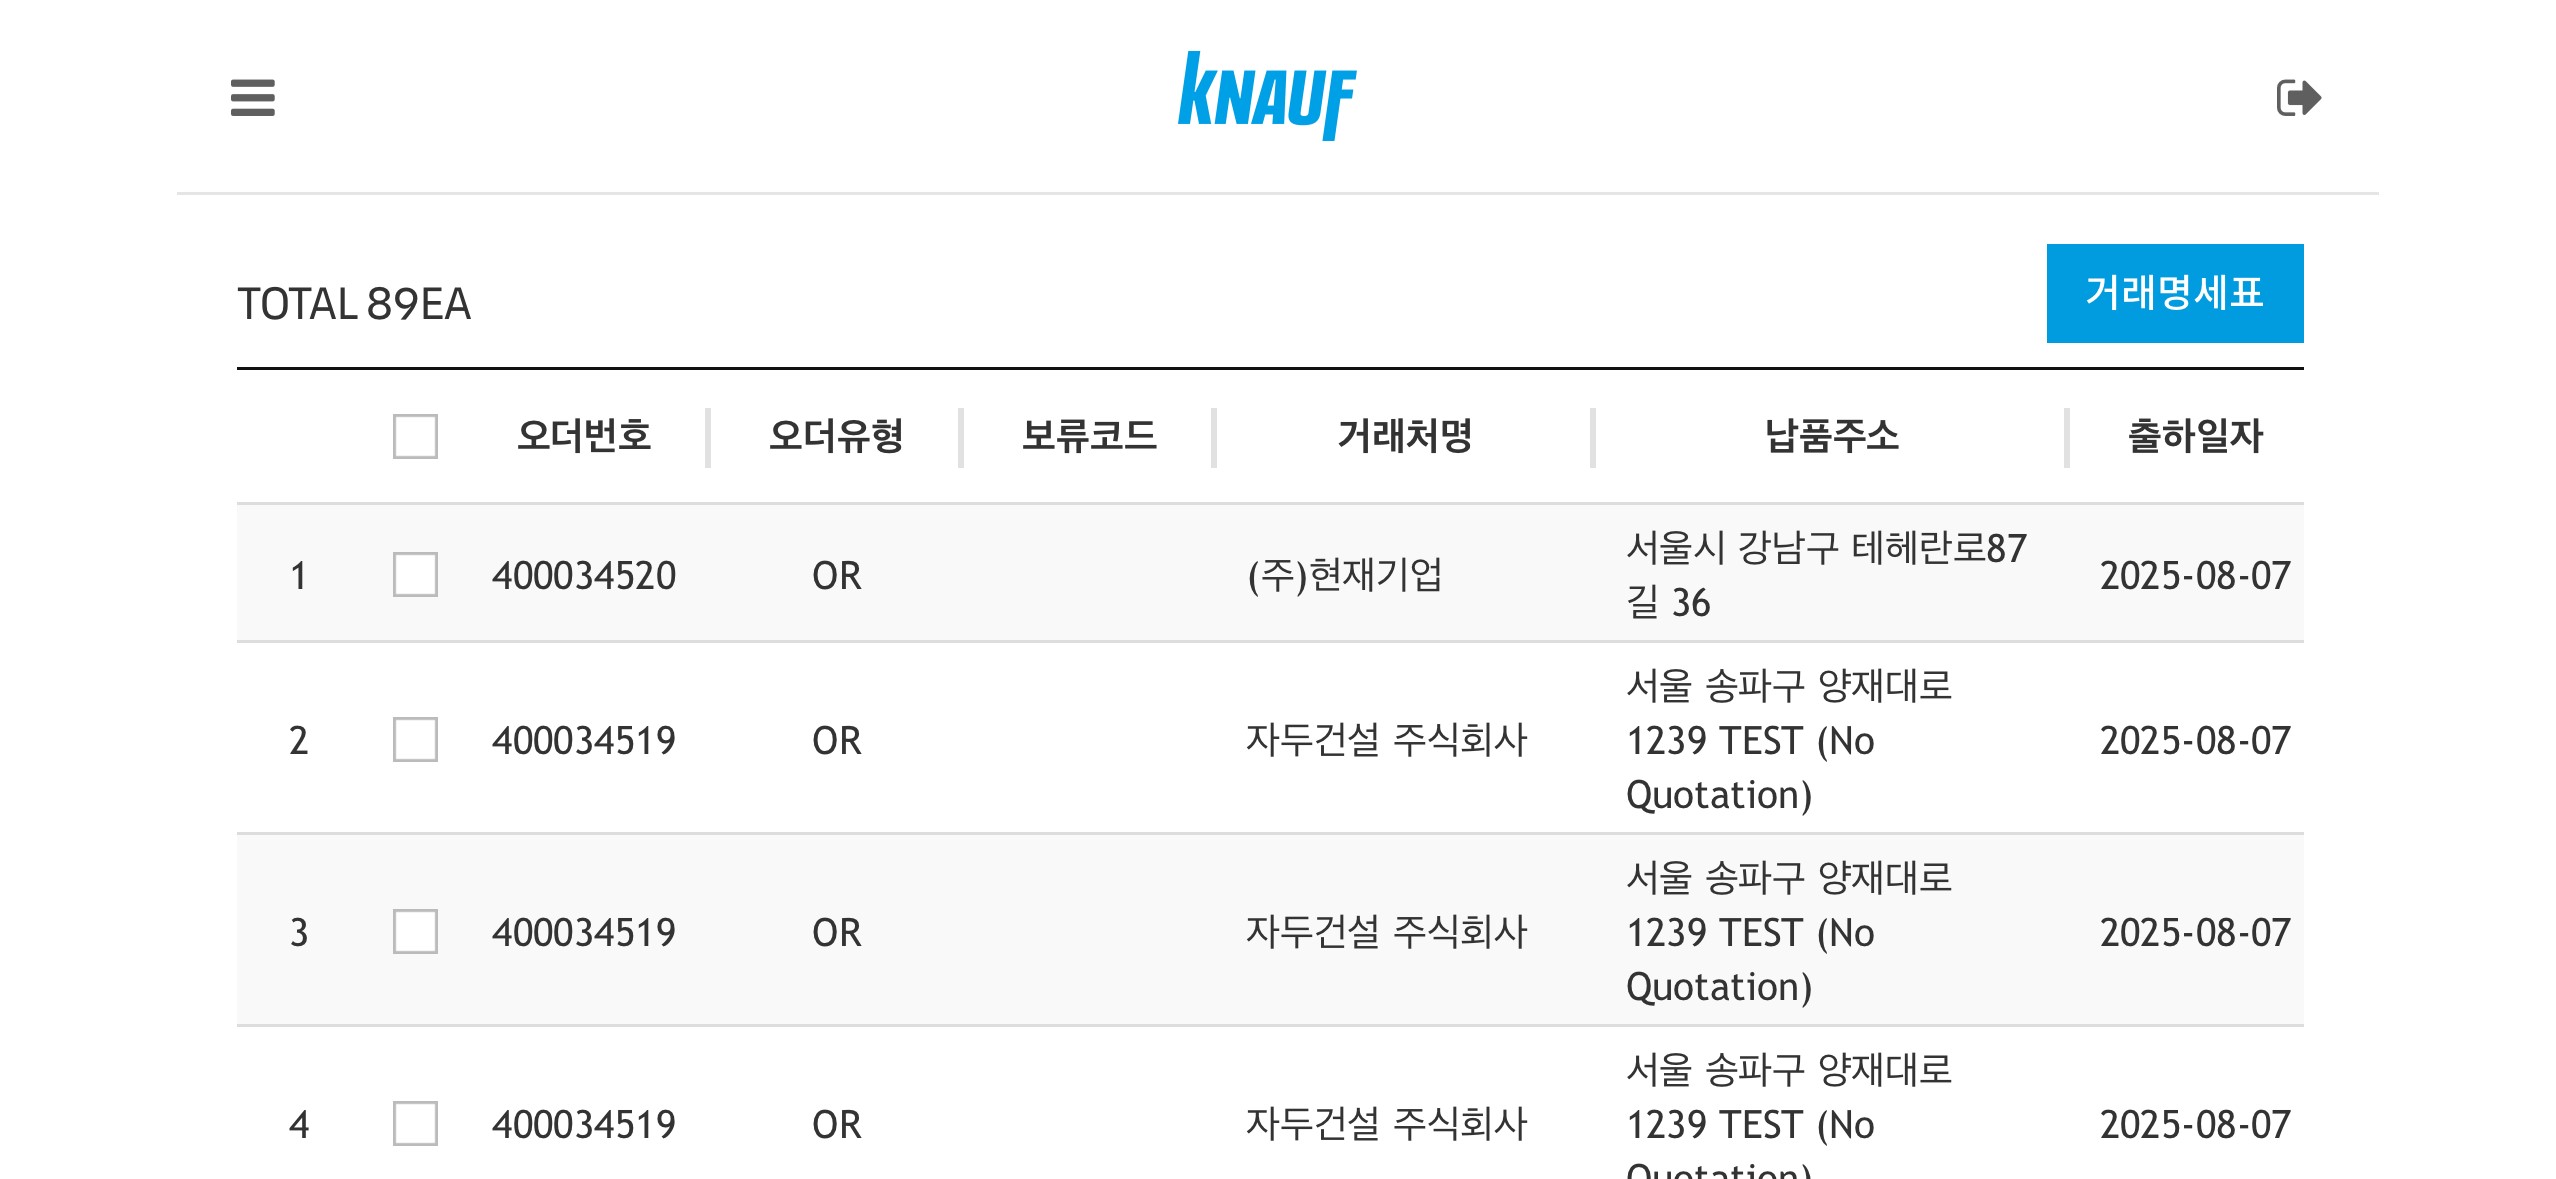 KNAUF
TOTAL 89EA
거래명세표
오더번호 오더유형 보류코드 거래처명 납품주소 출하일자
1 400034520 OR (주)현재기업 서울시 강남구 테헤란로87 2025-08-07
길 36
서울 송파구 양재대로
2 400034519 OR 자두건설 주식회사 1239 TEST (No 2025-08-07
Quotation)
서울 송파구 양재대로
3 400034519 OR 자두건설 주식회사 1239 TEST (No 2025-08-07
Quotation)
서울 송파구 양재대로
4 400034519 OR 자두건설 주식회사 1239 TEST (No 2025-08-07
Quotation)